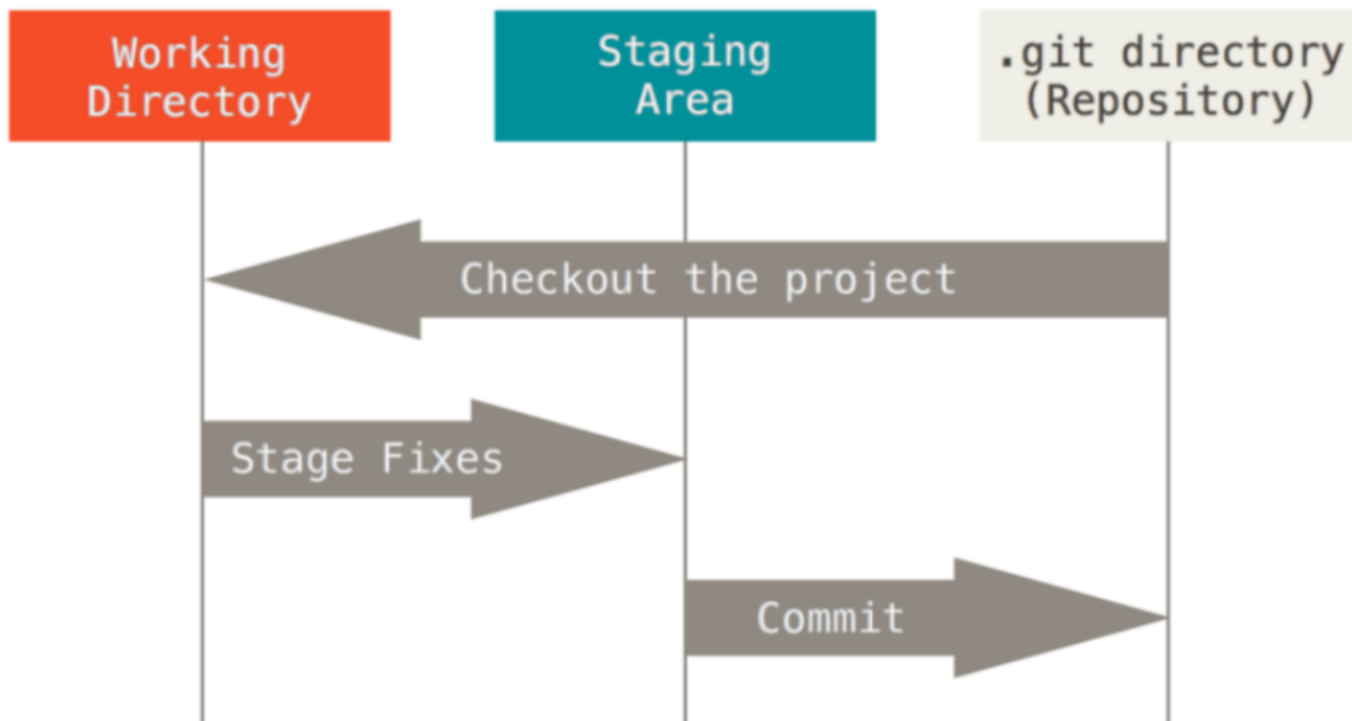 Working
Directory
Staging
Area
.git directory
(Repository)
Checkout the project
Stage Fixes
Commit